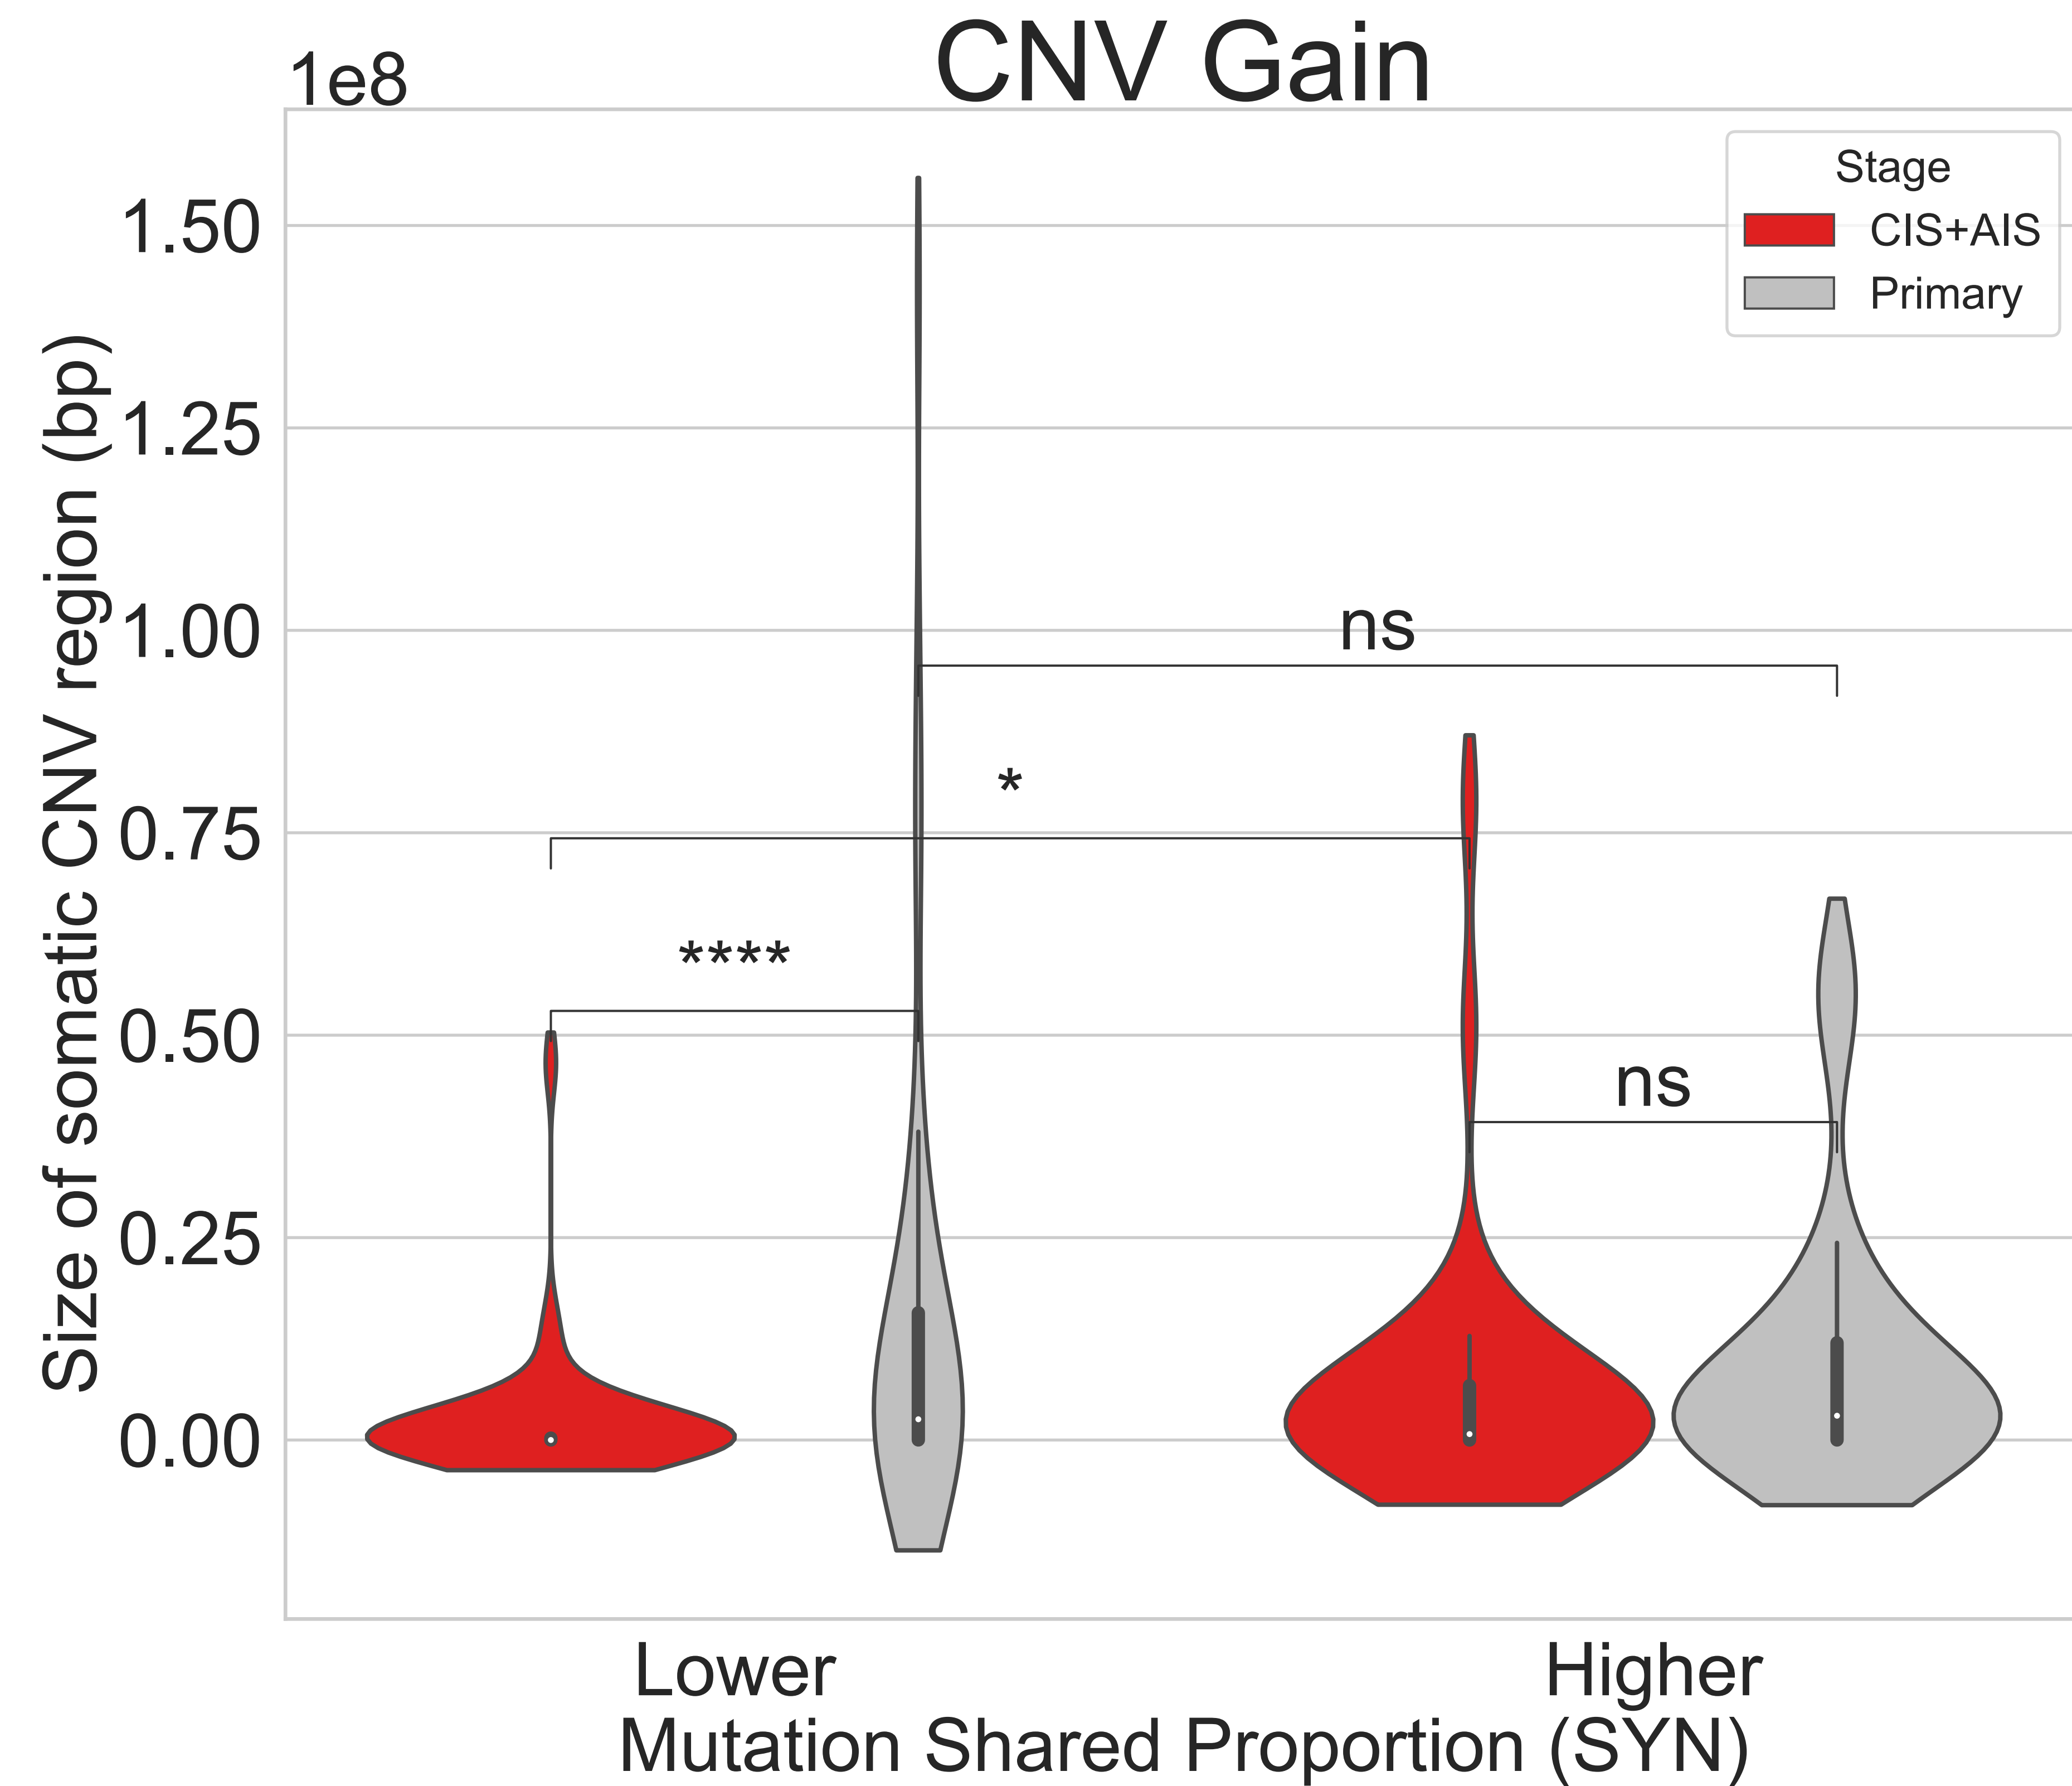 CNV Gain
1e8
Stage
CIS+AIS
Primary
Size of somatic CNV region (bp)
1.50
1.25
1.00
0.75
0.50
0.25
0.00
ns
*
****
ns
Lower
Higher
Mutation Shared Proportion (SYN)